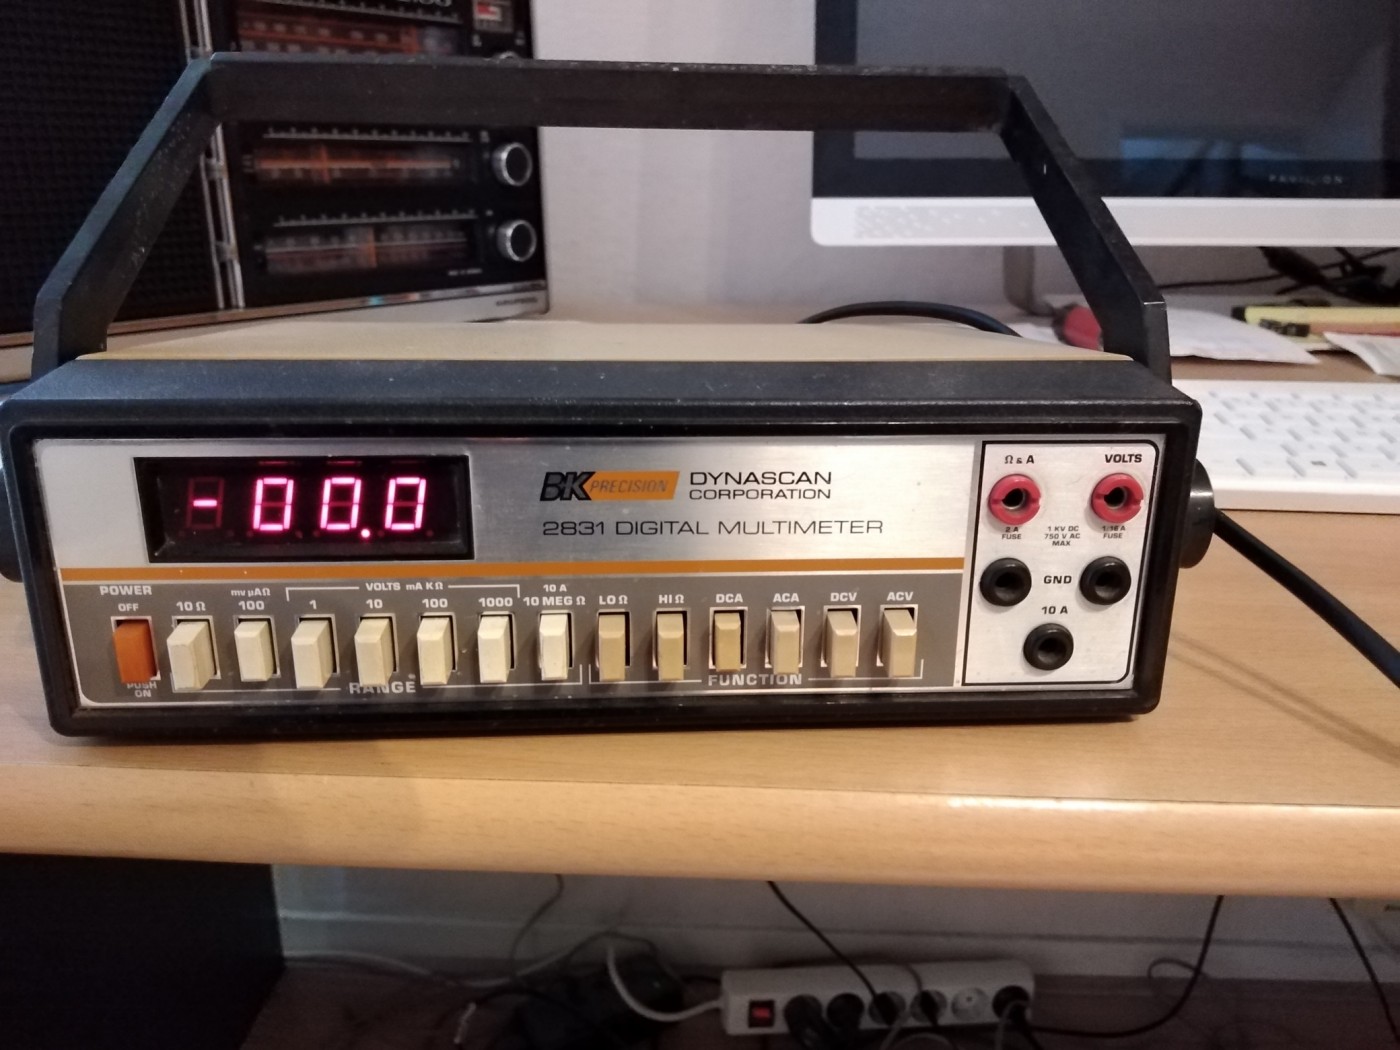 PAVILION
-00.0
BK PRECISION
DYNASCAN
CORPORATION
2831 DIGITAL MULTIMETER
Ω & A
VOLTS
2 A
FUSE
1 KV DC
750 V AC
MAX
FUSE
GND
10 A
POWER
OFF
PUSH
ON
mv µAΩ
VOLTS mA KΩ
10 A
10 Ω
100
1
10
100
1000
10 MEG Ω
LO Ω
HI Ω
DCA
ACA
DCV
ACV
RANGE
FUNCTION